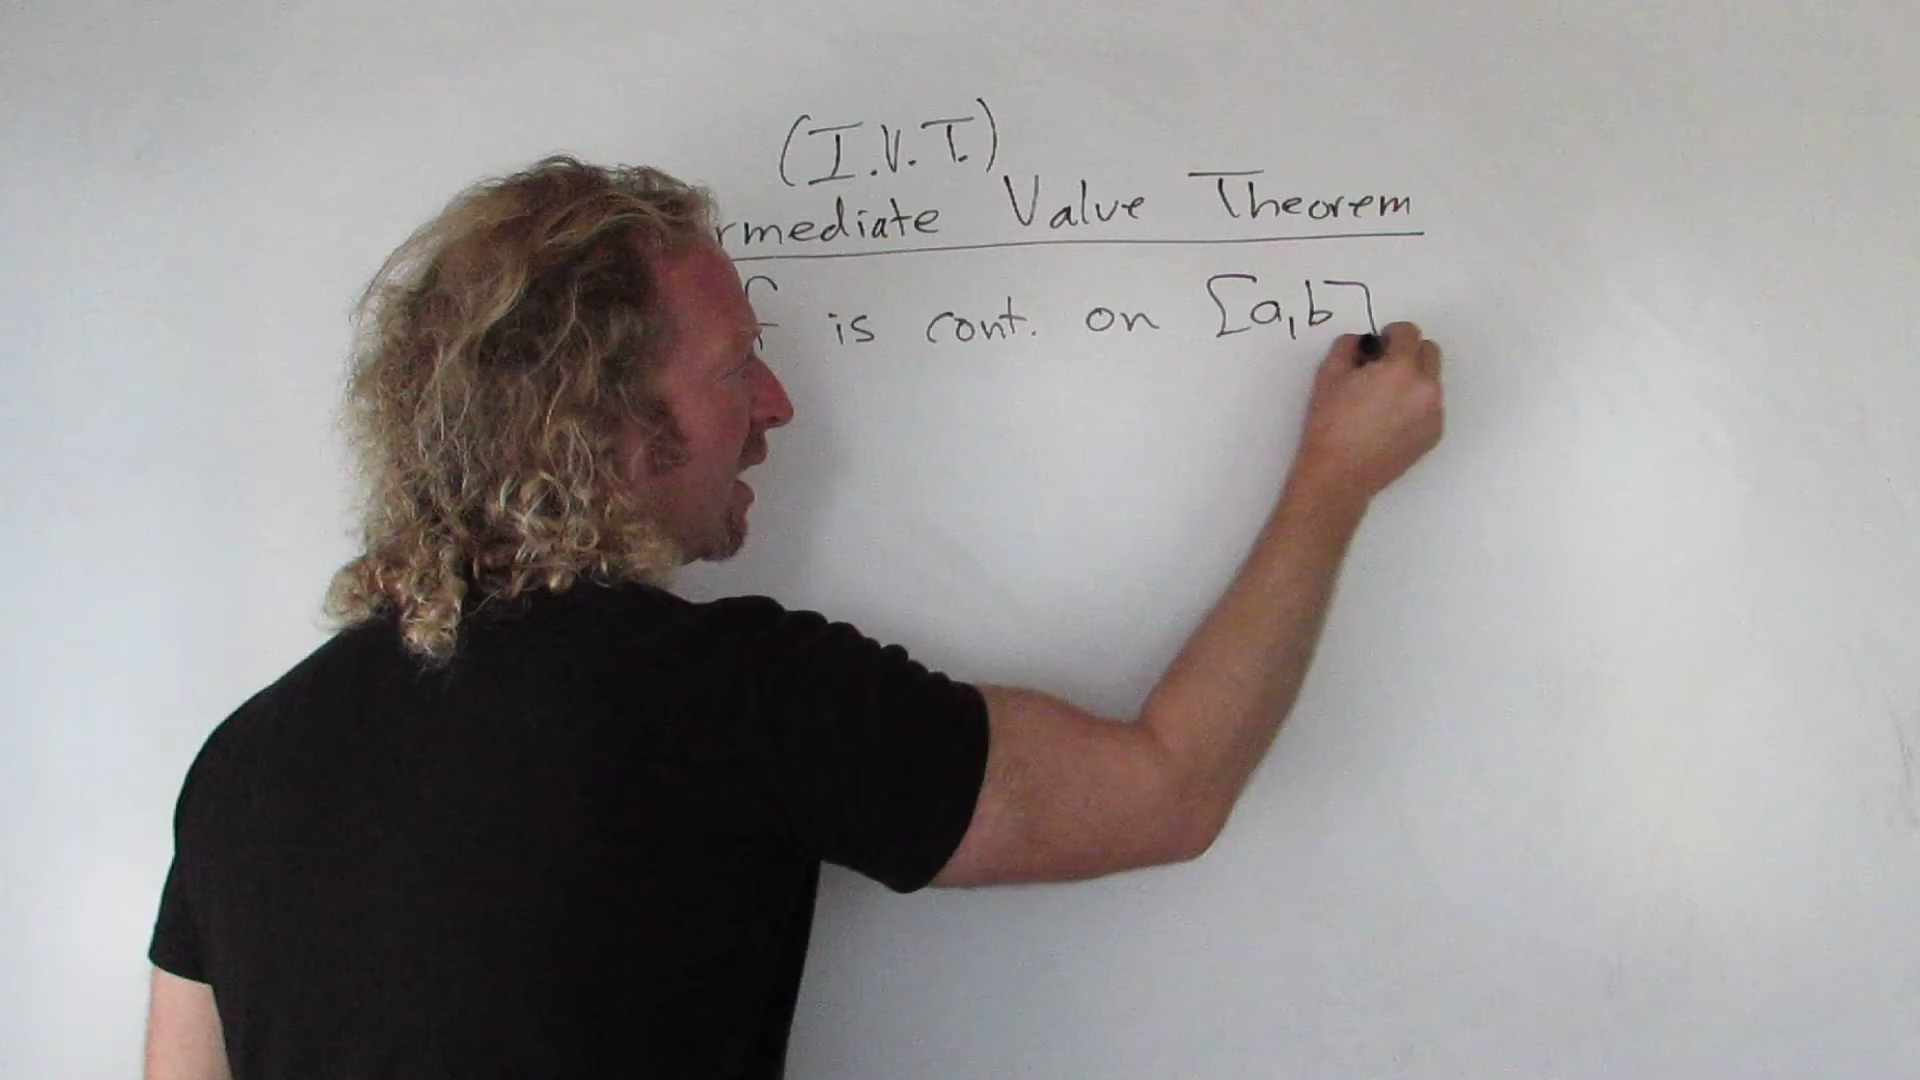 (I.V.T.)
rmediate Value Theorem
f is cont. on [a,b]